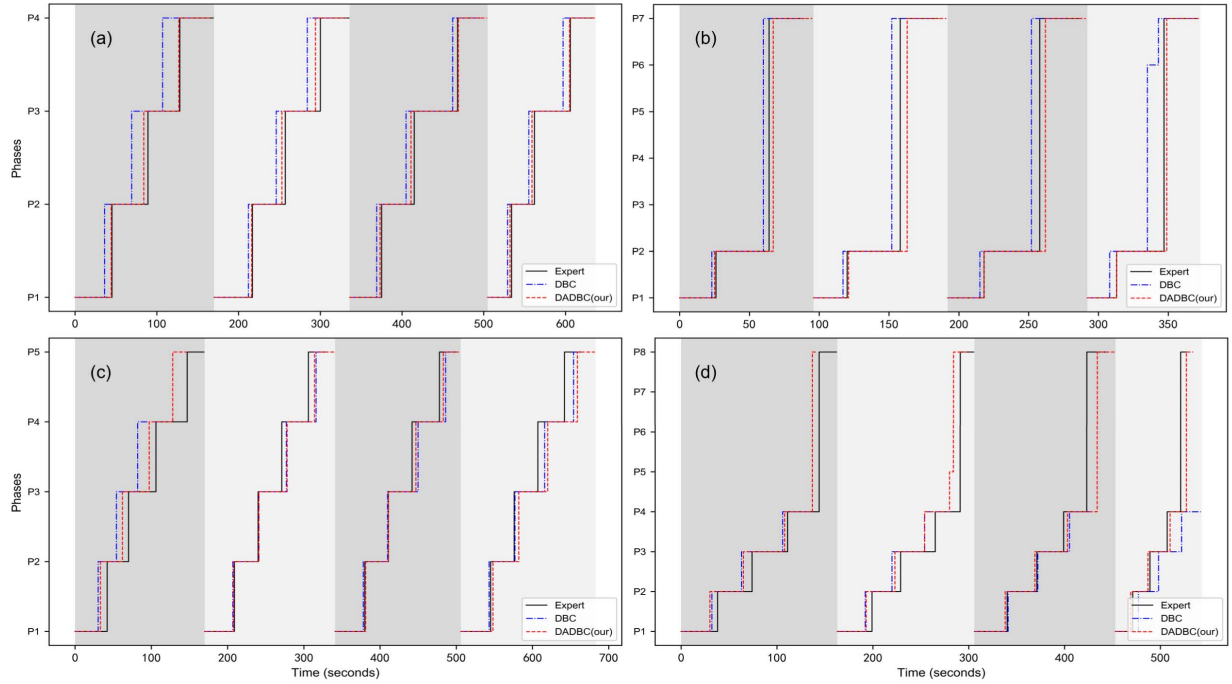 (a)
Phases
P4
P3
P2
P1
Expert
DBC
DADBC(our)
0 100 200 300 400 500 600
(b)
P7
P6
P5
P4
P3
P2
P1
Expert
DBC
DADBC(our)
0 50 100 150 200 250 300 350
(c)
Phases
P5
P4
P3
P2
P1
Expert
DBC
DADBC(our)
0 100 200 300 400 500 600 700
Time (seconds)
(d)
P8
P7
P6
P5
P4
P3
P2
P1
Expert
DBC
DADBC(our)
0 100 200 300 400 500
Time (seconds)